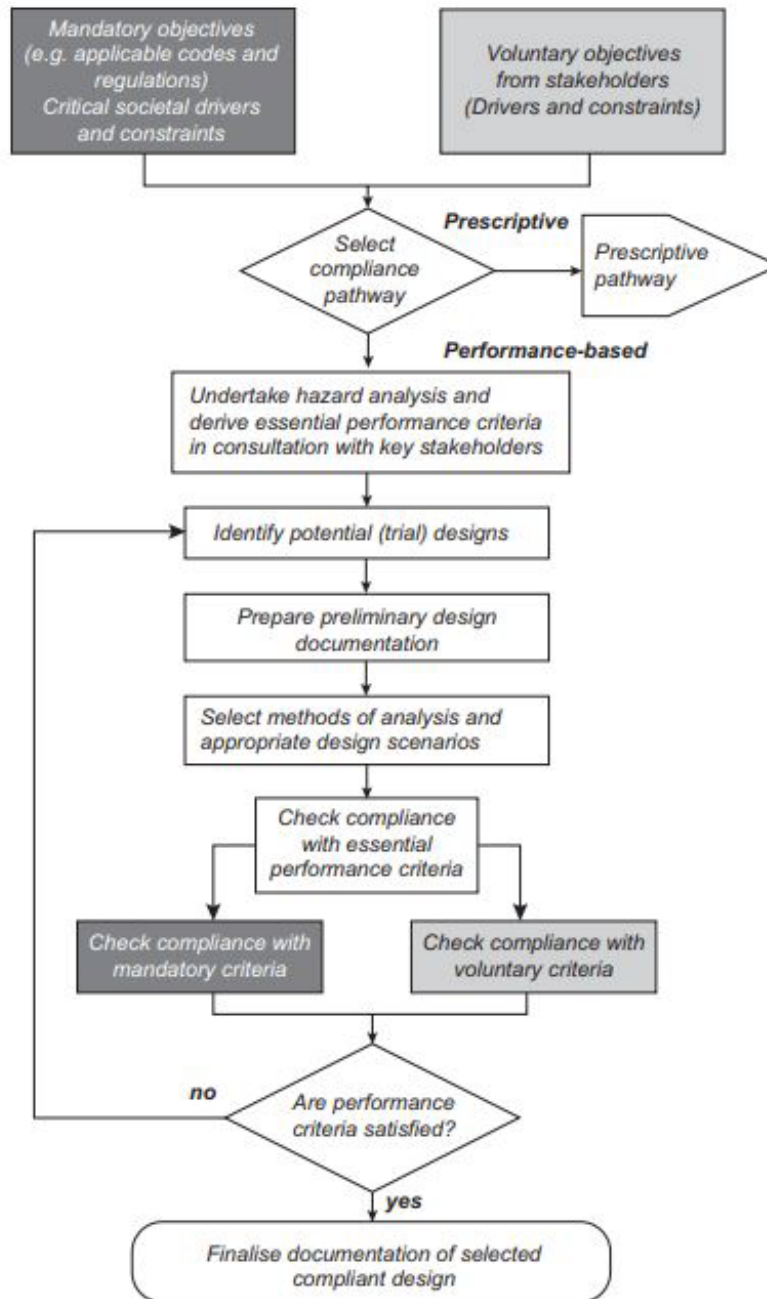 Mandatory objectives
(e.g. applicable codes and
regulations)
Critical societal drivers
and constraints
Voluntary objectives
from stakeholders
(Drivers and constraints)
Select
compliance
pathway
Prescriptive
Prescriptive
pathway
Performance-based
Undertake hazard analysis and
derive essential performance criteria
in consultation with key stakeholders
Identify potential (trial) designs
Prepare preliminary design
documentation
Select methods of analysis and
appropriate design scenarios
Check compliance
with essential
performance criteria
Check compliance with
mandatory criteria
Check compliance with
voluntary criteria
no
Are performance
criteria satisfied?
yes
Finalise documentation of selected
compliant design